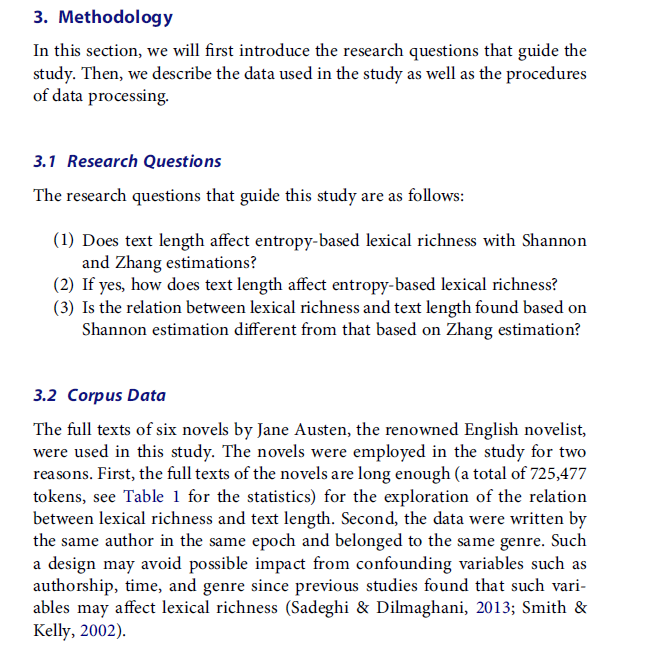 3. Methodology
In this section, we will first introduce the research questions that guide the
study. Then, we describe the data used in the study as well as the procedures
of data processing.
3.1 Research Questions
The research questions that guide this study are as follows:
(1) Does text length affect entropy-based lexical richness with Shannon
and Zhang estimations?
(2) If yes, how does text length affect entropy-based lexical richness?
(3) Is the relation between lexical richness and text length found based on
Shannon estimation different from that based on Zhang estimation?
3.2 Corpus Data
The full texts of six novels by Jane Austen, the renowned English novelist,
were used in this study. The novels were employed in the study for two
reasons. First, the full texts of the novels are long enough (a total of 725,477
tokens, see Table 1 for the statistics) for the exploration of the relation
between lexical richness and text length. Second, the data were written by
the same author in the same epoch and belonged to the same genre. Such
a design may avoid possible impact from confounding variables such as
authorship, time, and genre since previous studies found that such vari-
ables may affect lexical richness (Sadeghi & Dilmaghani, 2013; Smith &
Kelly, 2002).